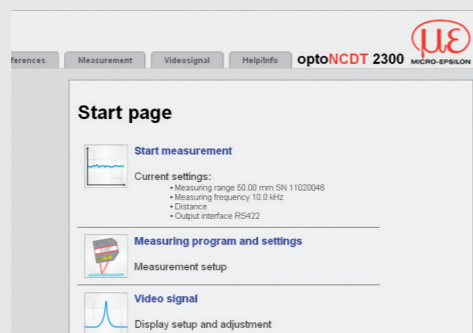 ferences Measurement Videosignal Help/Info optoNCDT 2300 με
MICRO-EPSILON
Start page
Start measurement
Current settings:
• Measuring range 50.00 mm SN 11020046
• Measuring frequency 10.0 kHz
• Distance
• Output interface RS422
Measuring program and settings
Measurement setup
Video signal
Display setup and adjustment